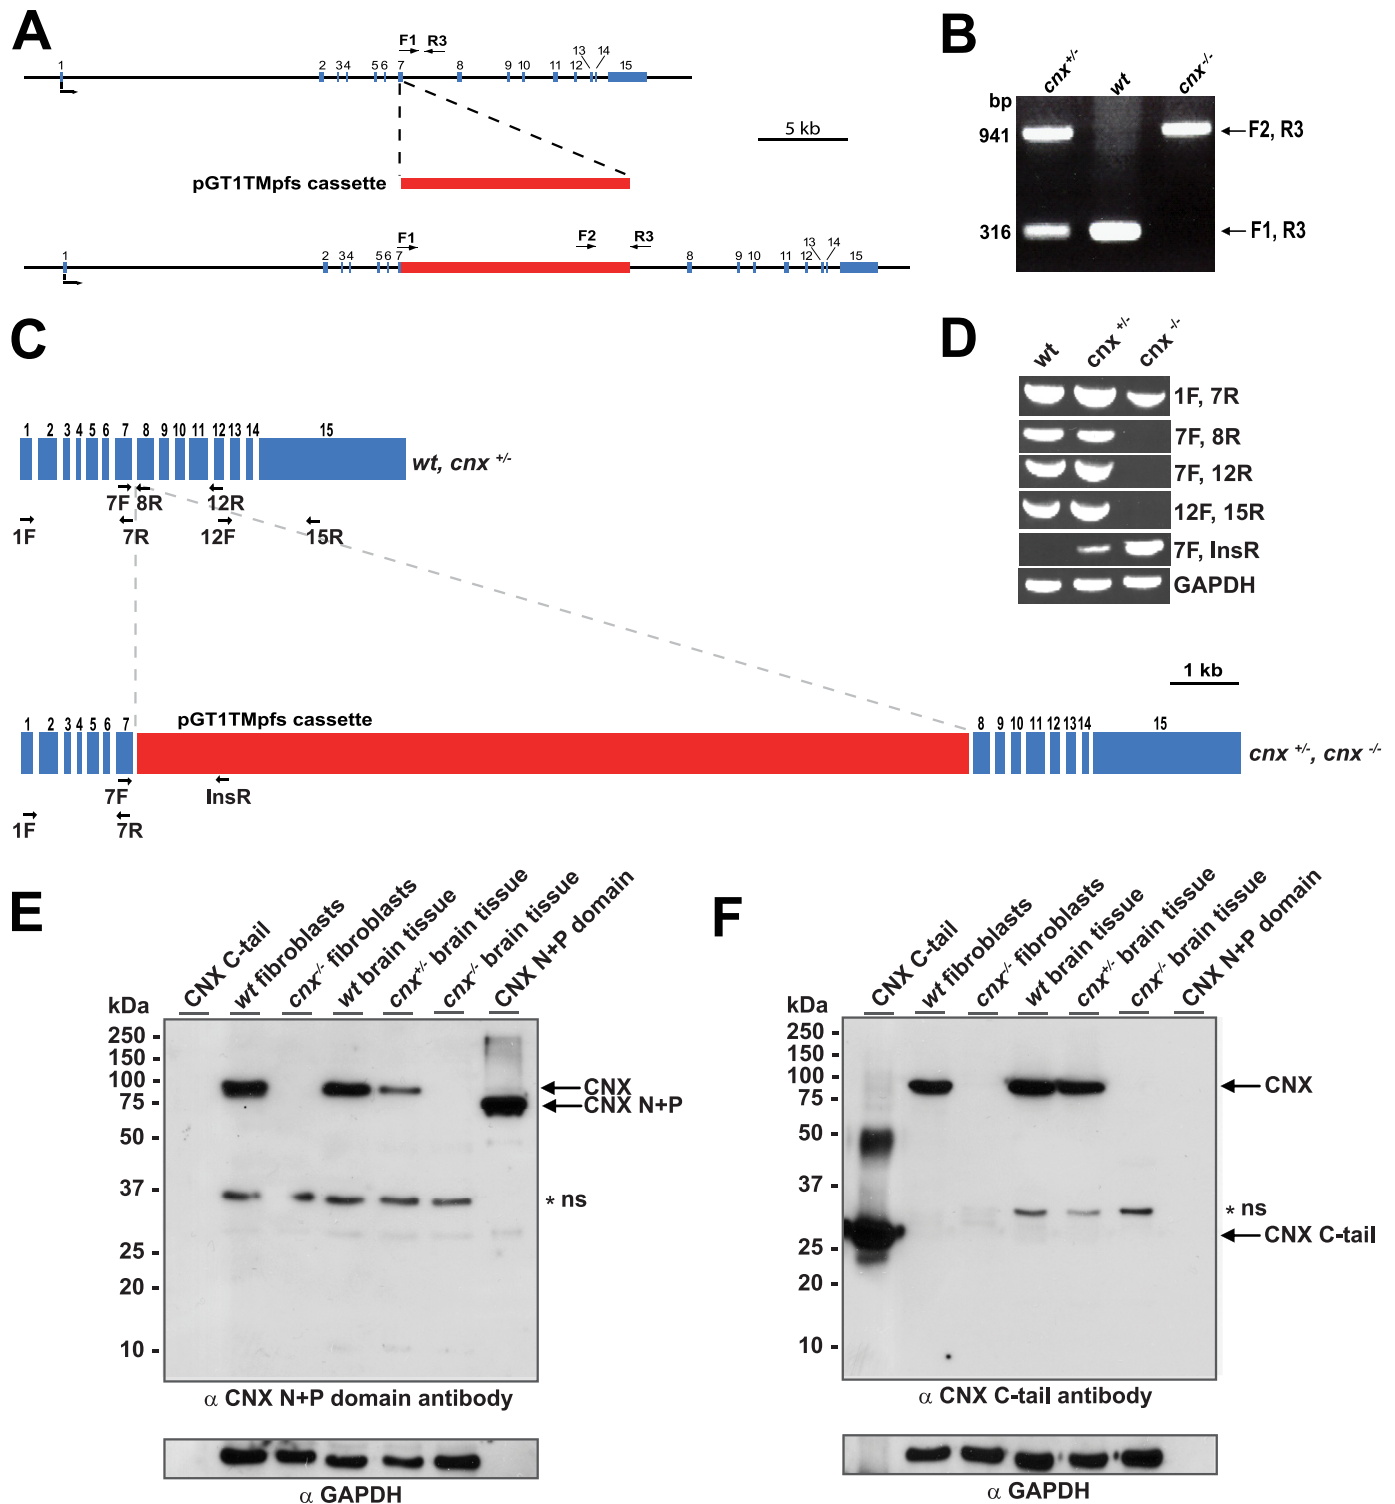 A
F1 R3
1 2 3 4 5 6 7 8 9 10 11 12 13 14 15
5 kb
pGT1TMpfs cassette
F1 F2 R3
1 2 3 4 5 6 7 8 9 10 11 12 13 14 15
B
cnx+/- wt cnx-/-
bp
941 F2, R3
316 F1, R3
C
1 2 3 4 5 6 7 8 9 10 11 12 13 14 15
wt, cnx +/-
7F 8R 12R
1F 7R 12F 15R
1 kb
pGT1TMpfs cassette
1 2 3 4 5 6 7 8 9 10 11 12 13 14 15
cnx +/-, cnx -/-
7F InsR
1F 7R
D
wt cnx +/- cnx -/-
1F, 7R
7F, 8R
7F, 12R
12F, 15R
7F, InsR
GAPDH
E
CNX C-tail
wt fibroblasts
cnx-/- fibroblasts
wt brain tissue
cnx+/- brain tissue
cnx-/- brain tissue
CNX N+P domain
kDa
250 -
150 -
100 -
75 -
50 -
37 -
25 -
20 -
10 -
CNX
CNX N+P
* ns
α CNX N+P domain antibody
α GAPDH
F
CNX C-tail
wt fibroblasts
cnx-/- fibroblasts
wt brain tissue
cnx+/- brain tissue
cnx-/- brain tissue
CNX N+P domain
kDa
250 -
150 -
100 -
75 -
50 -
37 -
25 -
20 -
10 -
CNX
* ns
CNX C-tail
α CNX C-tail antibody
α GAPDH